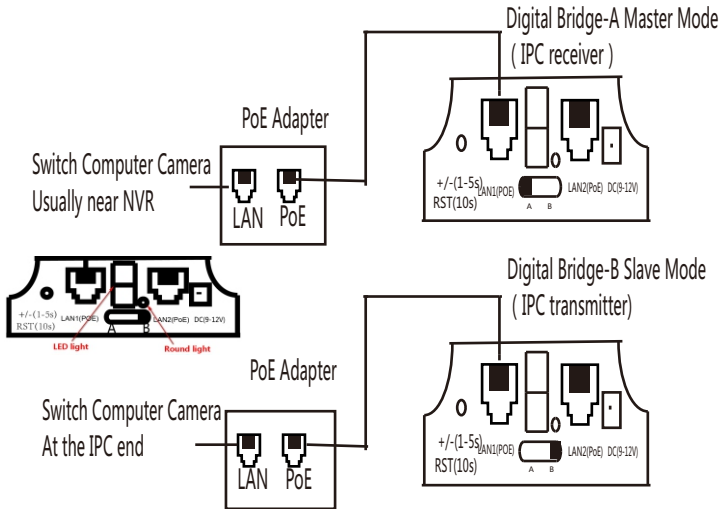 Digital Bridge-A Master Mode
( IPC receiver )
PoE Adapter
Switch Computer Camera
Usually near NVR
LAN PoE
+/-(1-5s)
RST(10s)
LAN1(POE)
A B
LAN2(PoE) DC(9-12V)
+/-(1-5s)
RST(10s)
LAN1(POE)
A B
LAN2(PoE) DC(9-12V)
LED light
Round light
Digital Bridge-B Slave Mode
( IPC transmitter)
PoE Adapter
Switch Computer Camera
At the IPC end
LAN PoE
+/-(1-5s)
RST(10s)
LAN1(POE)
A B
LAN2(PoE) DC(9-12V)